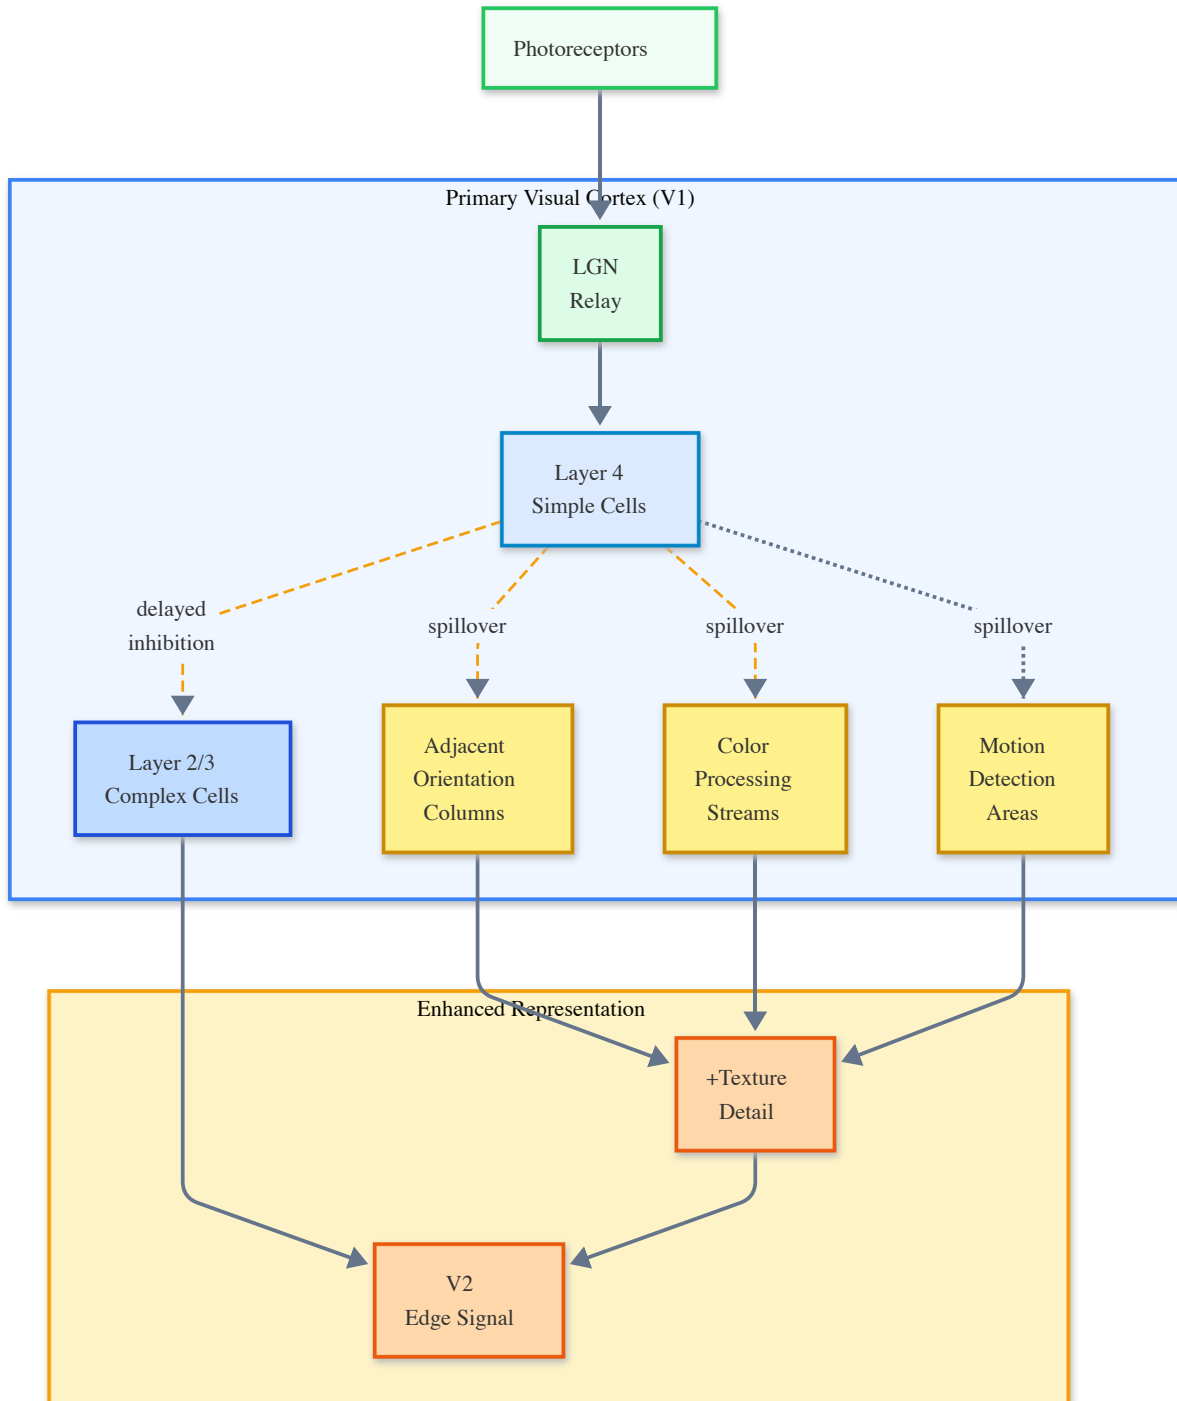 Photoreceptors
Primary Visual Cortex (V1)
LGN
Relay
Layer 4
Simple Cells
delayed
inhibition
spillover
spillover
spillover
Layer 2/3
Complex Cells
Adjacent
Orientation
Columns
Color
Processing
Streams
Motion
Detection
Areas
Enhanced Representation
+Texture
Detail
V2
Edge Signal